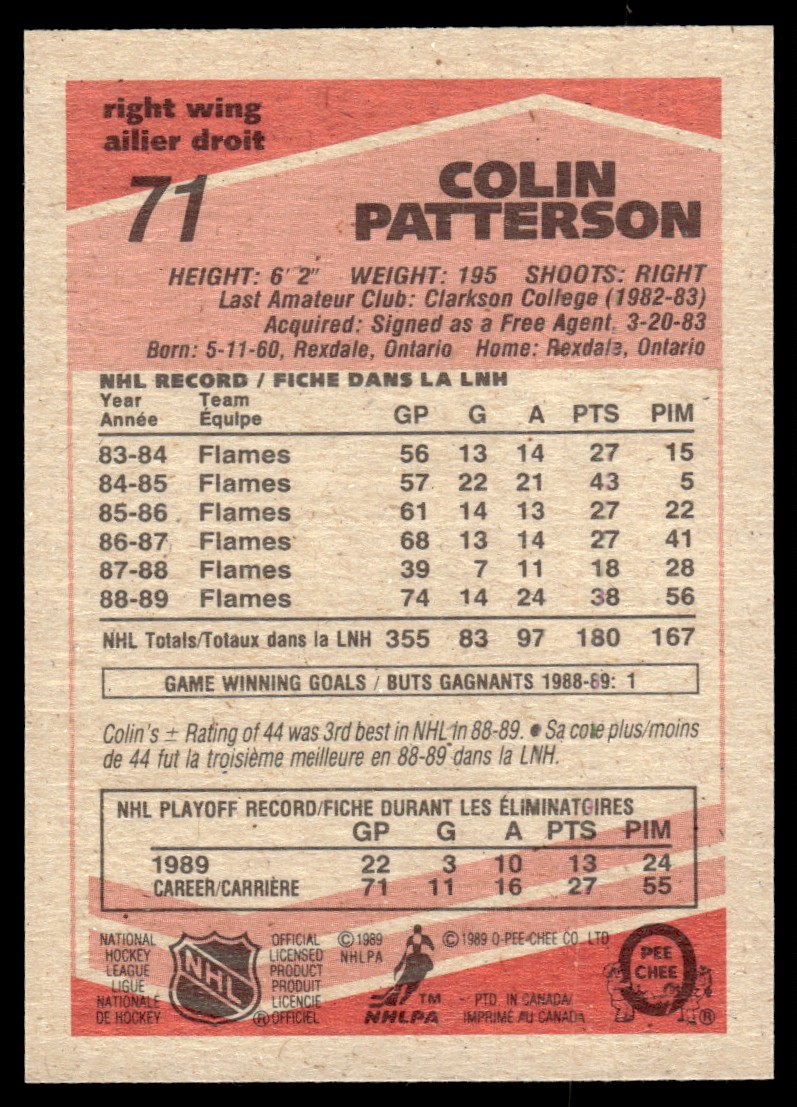 right wing
ailier droit
71
COLIN
PATTERSON
HEIGHT: 6' 2" WEIGHT: 195 SHOOTS: RIGHT
Last Amateur Club: Clarkson College (1982-83)
Acquired: Signed as a Free Agent, 3-20-83
Born: 5-11-60, Rexdale, Ontario Home: Rexdale, Ontario
NHL RECORD / FICHE DANS LA LNH
Year Team
Année Équipe GP G A PTS PIM
83-84 Flames 56 13 14 27 15
84-85 Flames 57 22 21 43 5
85-86 Flames 61 14 13 27 22
86-87 Flames 68 13 14 27 41
87-88 Flames 39 7 11 18 28
88-89 Flames 74 14 24 38 56
NHL Totals/Totaux dans la LNH 355 83 97 180 167
GAME WINNING GOALS / BUTS GAGNANTS 1988-89: 1
Colin's ± Rating of 44 was 3rd best in NHL in 88-89. • Sa cote plus/moins
de 44 fut la troisième meilleure en 88-89 dans la LNH.
NHL PLAYOFF RECORD/FICHE DURANT LES ÉLIMINATOIRES
GP G A PTS PIM
1989 22 3 10 13 24
CAREER/CARRIÈRE 71 11 16 27 55
NATIONAL
HOCKEY
LEAGUE
LIGUE
NATIONALE
DE HOCKEY
NHL
OFFICIAL
LICENSED
PRODUCT
PRODUIT
LICENCIE
® OFFICIEL
© 1989
NHLPA
TM
NHLPA
© 1989 O-PEE-CHEE CO. LTD
PTD. IN CANADA/
IMPRIMÉ AU CANADA
O
PEE
CHEE
®